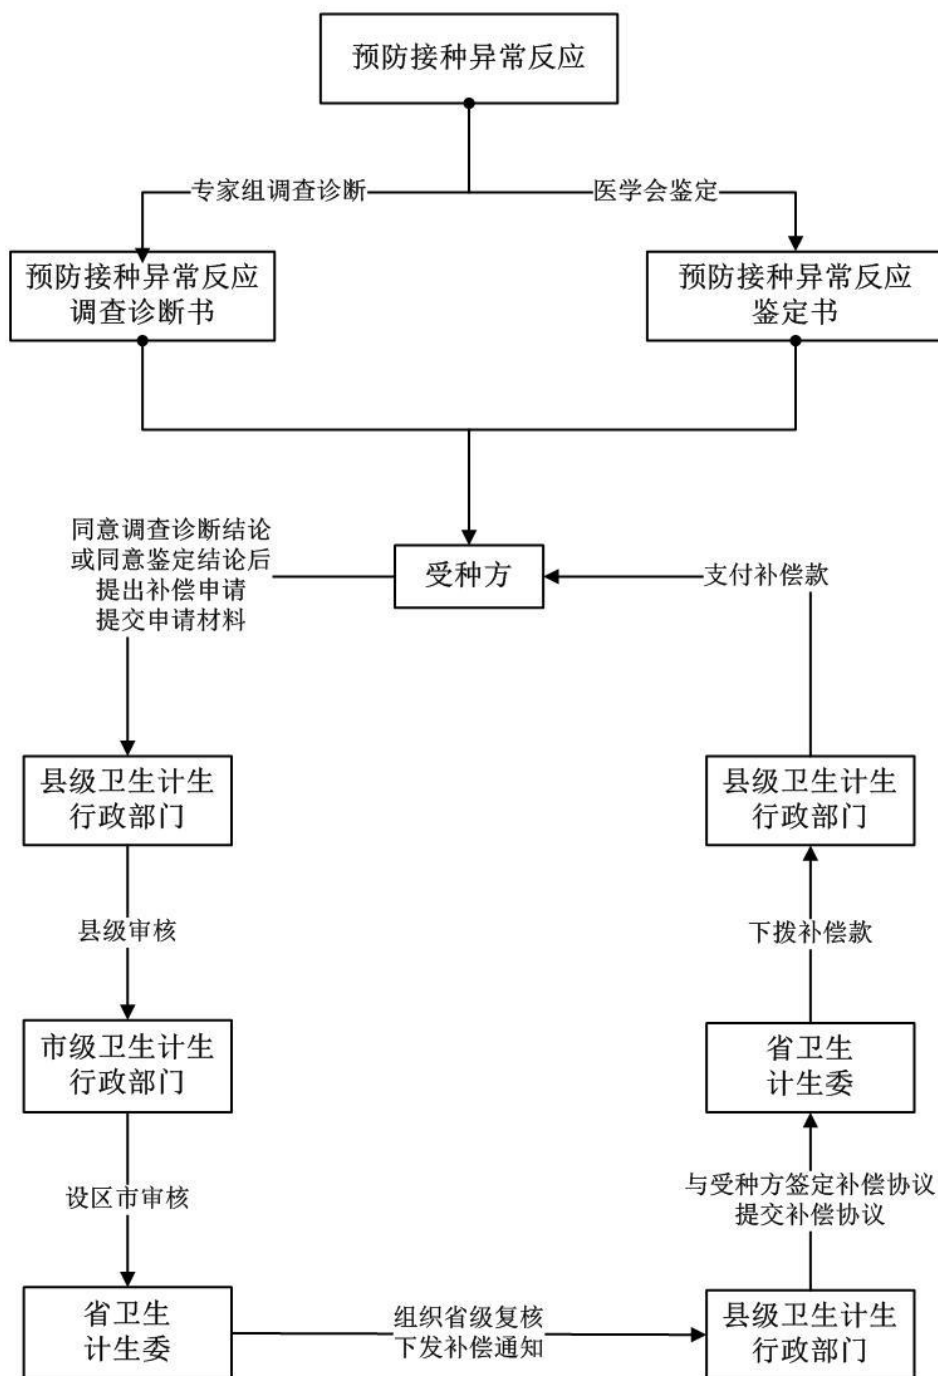 预防接种异常反应
专家组调查诊断
医学会鉴定
预防接种异常反应
调查诊断书
预防接种异常反应
鉴定书
同意调查诊断结论
或同意鉴定结论后
提出补偿申请
提交申请材料
受种方
支付补偿款
县级卫生计生
行政部门
县级卫生计生
行政部门
县级审核
下拨补偿款
市级卫生计生
行政部门
省卫生
计生委
设区市审核
与受种方签定补偿协议
提交补偿协议
省卫生
计生委
组织省级复核
下发补偿通知
县级卫生计生
行政部门